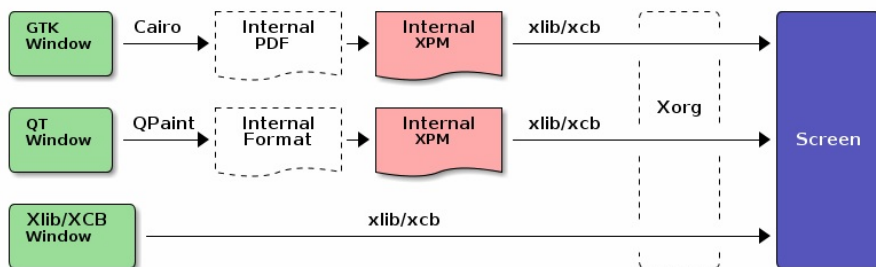 GTK
Window
Cairo
Internal
PDF
Internal
XPM
xlib/xcb
QT
Window
QPaint
Internal
Format
Internal
XPM
xlib/xcb
Xorg
Screen
Xlib/XCB
Window
xlib/xcb